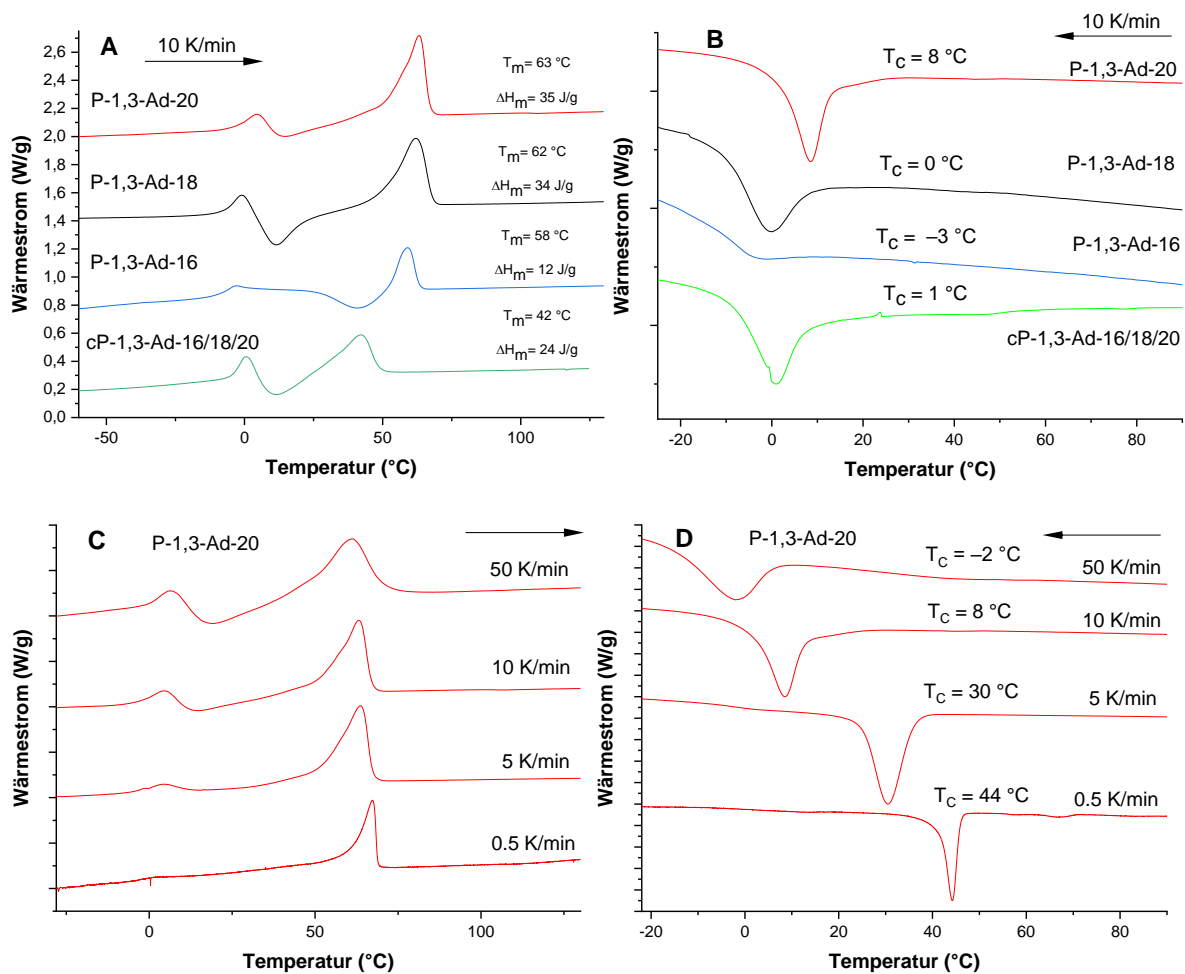 A
10 K/min
2,6
2,4
2,2
2,0
1,8
1,6
1,4
1,2
1,0
0,8
0,6
0,4
0,2
0,0
Wärmestrom (W/g)
P-1,3-Ad-20
Tm= 63 °C
ΔHm= 35 J/g
P-1,3-Ad-18
Tm= 62 °C
ΔHm= 34 J/g
P-1,3-Ad-16
Tm= 58 °C
ΔHm= 12 J/g
cP-1,3-Ad-16/18/20
Tm= 42 °C
ΔHm= 24 J/g
-50 0 50 100
Temperatur (°C)
B
10 K/min
Wärmestrom (W/g)
TC = 8 °C
P-1,3-Ad-20
TC = 0 °C
P-1,3-Ad-18
TC = –3 °C
P-1,3-Ad-16
TC = 1 °C
cP-1,3-Ad-16/18/20
-20 0 20 40 60 80
Temperatur (°C)
C
P-1,3-Ad-20
Wärmestrom (W/g)
50 K/min
10 K/min
5 K/min
0.5 K/min
0 50 100
Temperatur (°C)
D
P-1,3-Ad-20
Wärmestrom (W/g)
TC = –2 °C
50 K/min
TC = 8 °C
10 K/min
TC = 30 °C
5 K/min
TC = 44 °C
0.5 K/min
-20 0 20 40 60 80
Temperatur (°C)